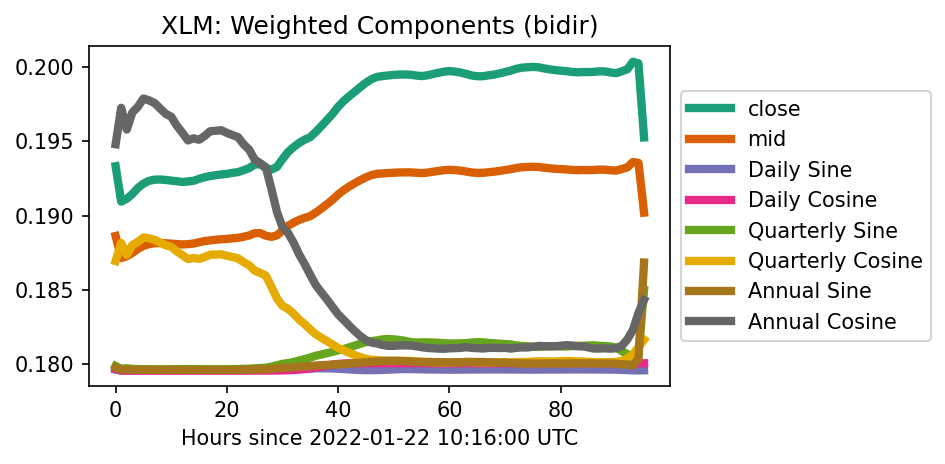 XLM: Weighted Components (bidir)
0.200
0.195
0.190
0.185
0.180
0
20
40
60
80
Hours since 2022-01-22 10:16:00 UTC
close
mid
Daily Sine
Daily Cosine
Quarterly Sine
Quarterly Cosine
Annual Sine
Annual Cosine